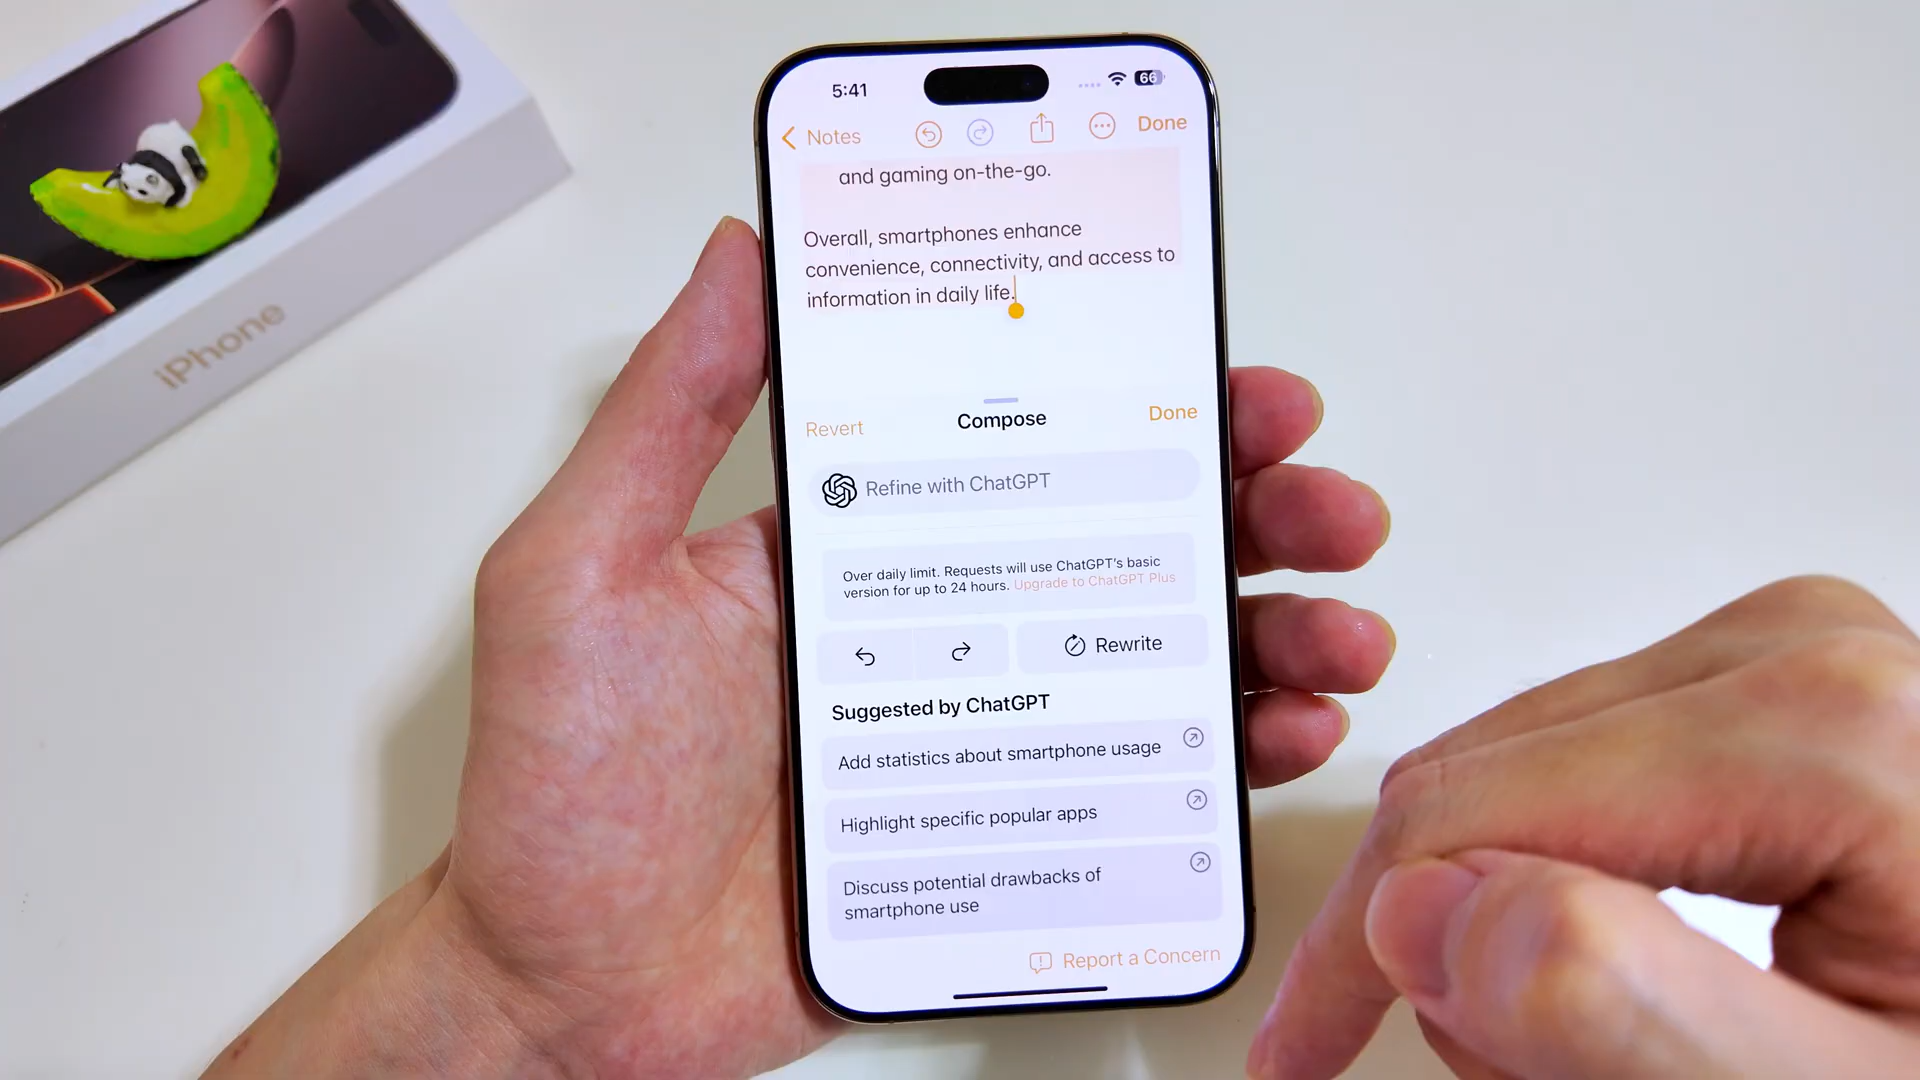 iPhone
5:41
66
Notes
Done
and gaming on-the-go.
Overall, smartphones enhance
convenience, connectivity, and access to
information in daily life.
Revert
Compose
Done
Refine with ChatGPT
Over daily limit. Requests will use ChatGPT's basic
version for up to 24 hours. Upgrade to ChatGPT Plus
Rewrite
Suggested by ChatGPT
Add statistics about smartphone usage
Highlight specific popular apps
Discuss potential drawbacks of
smartphone use
Report a Concern